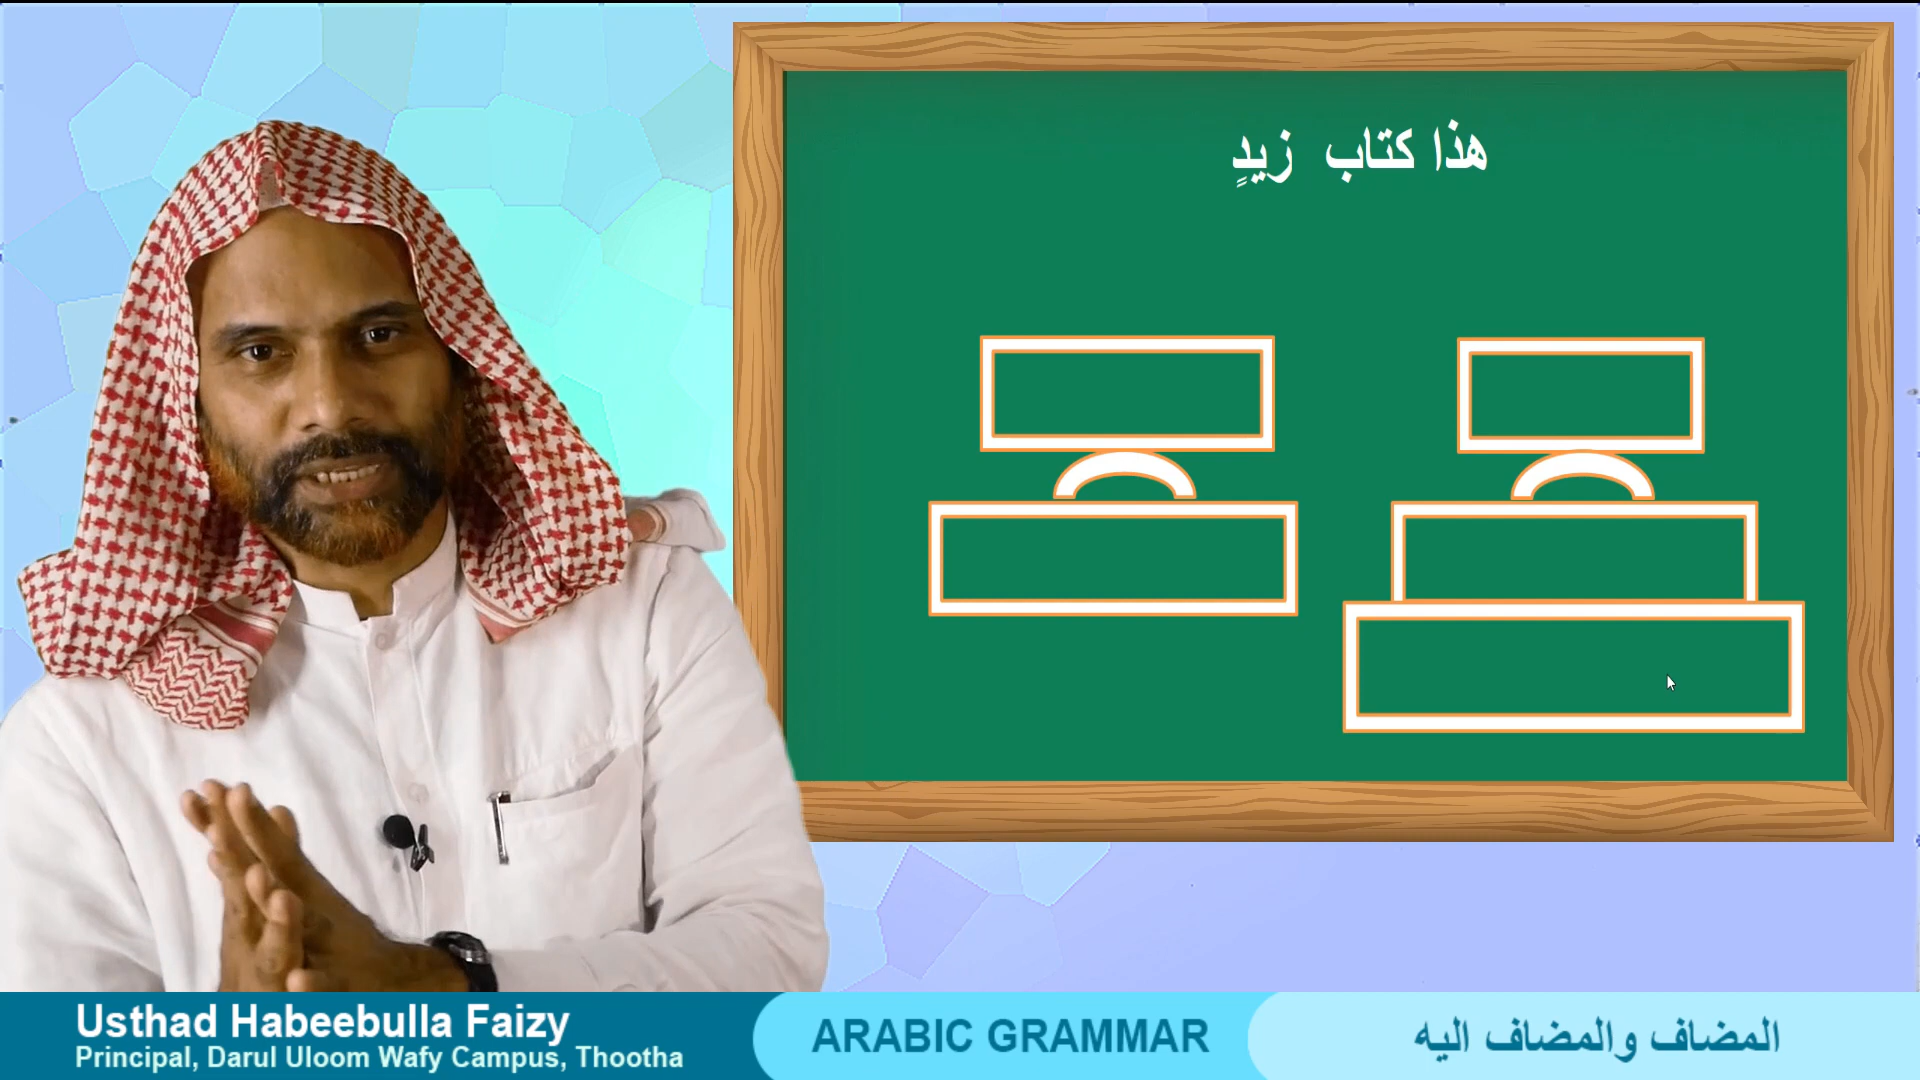 هذا كتاب زيدٍ
Usthad Habeebulla Faizy
Principal, Darul Uloom Wafy Campus, Thootha
ARABIC GRAMMAR
المضاف والمضاف اليه